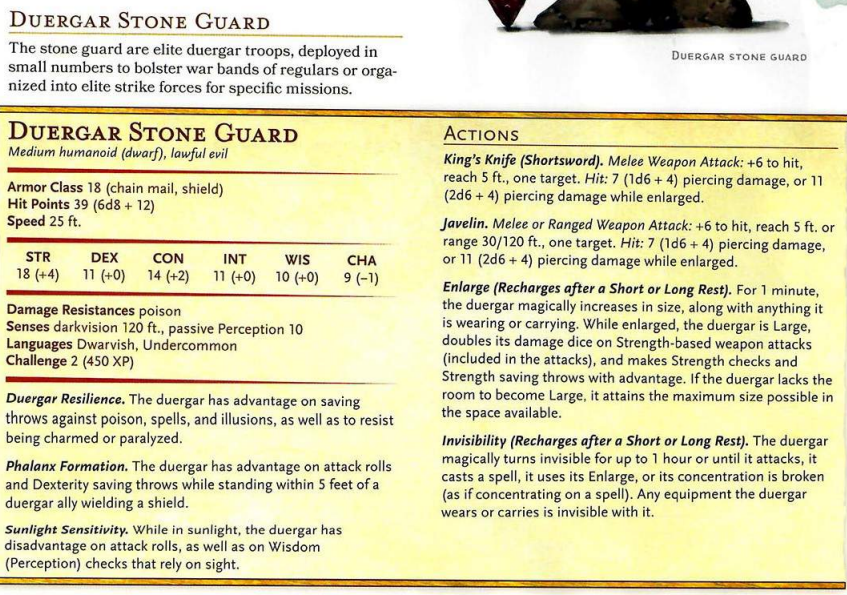 DUERGAR STONE GUARD
The stone guard are elite duergar troops, deployed in
small numbers to bolster war bands of regulars or orga-
nized into elite strike forces for specific missions.
DUERGAR STONE GUARD
DUERGAR STONE GUARD
Medium humanoid (dwarf), lawful evil
Armor Class 18 (chain mail, shield)
Hit Points 39 (6d8 + 12)
Speed 25 ft.
STR DEX CON INT WIS CHA
18 (+4) 11 (+0) 14 (+2) 11 (+0) 10 (+0) 9 (−1)
Damage Resistances poison
Senses darkvision 120 ft., passive Perception 10
Languages Dwarvish, Undercommon
Challenge 2 (450 XP)
Duergar Resilience. The duergar has advantage on saving
throws against poison, spells, and illusions, as well as to resist
being charmed or paralyzed.
Phalanx Formation. The duergar has advantage on attack rolls
and Dexterity saving throws while standing within 5 feet of a
duergar ally wielding a shield.
Sunlight Sensitivity. While in sunlight, the duergar has
disadvantage on attack rolls, as well as on Wisdom
(Perception) checks that rely on sight.
ACTIONS
King's Knife (Shortsword). Melee Weapon Attack: +6 to hit,
reach 5 ft., one target. Hit: 7 (1d6 + 4) piercing damage, or 11
(2d6 + 4) piercing damage while enlarged.
Javelin. Melee or Ranged Weapon Attack: +6 to hit, reach 5 ft. or
range 30/120 ft., one target. Hit: 7 (1d6 + 4) piercing damage,
or 11 (2d6 + 4) piercing damage while enlarged.
Enlarge (Recharges after a Short or Long Rest). For 1 minute,
the duergar magically increases in size, along with anything it
is wearing or carrying. While enlarged, the duergar is Large,
doubles its damage dice on Strength-based weapon attacks
(included in the attacks), and makes Strength checks and
Strength saving throws with advantage. If the duergar lacks the
room to become Large, it attains the maximum size possible in
the space available.
Invisibility (Recharges after a Short or Long Rest). The duergar
magically turns invisible for up to 1 hour or until it attacks, it
casts a spell, it uses its Enlarge, or its concentration is broken
(as if concentrating on a spell). Any equipment the duergar
wears or carries is invisible with it.